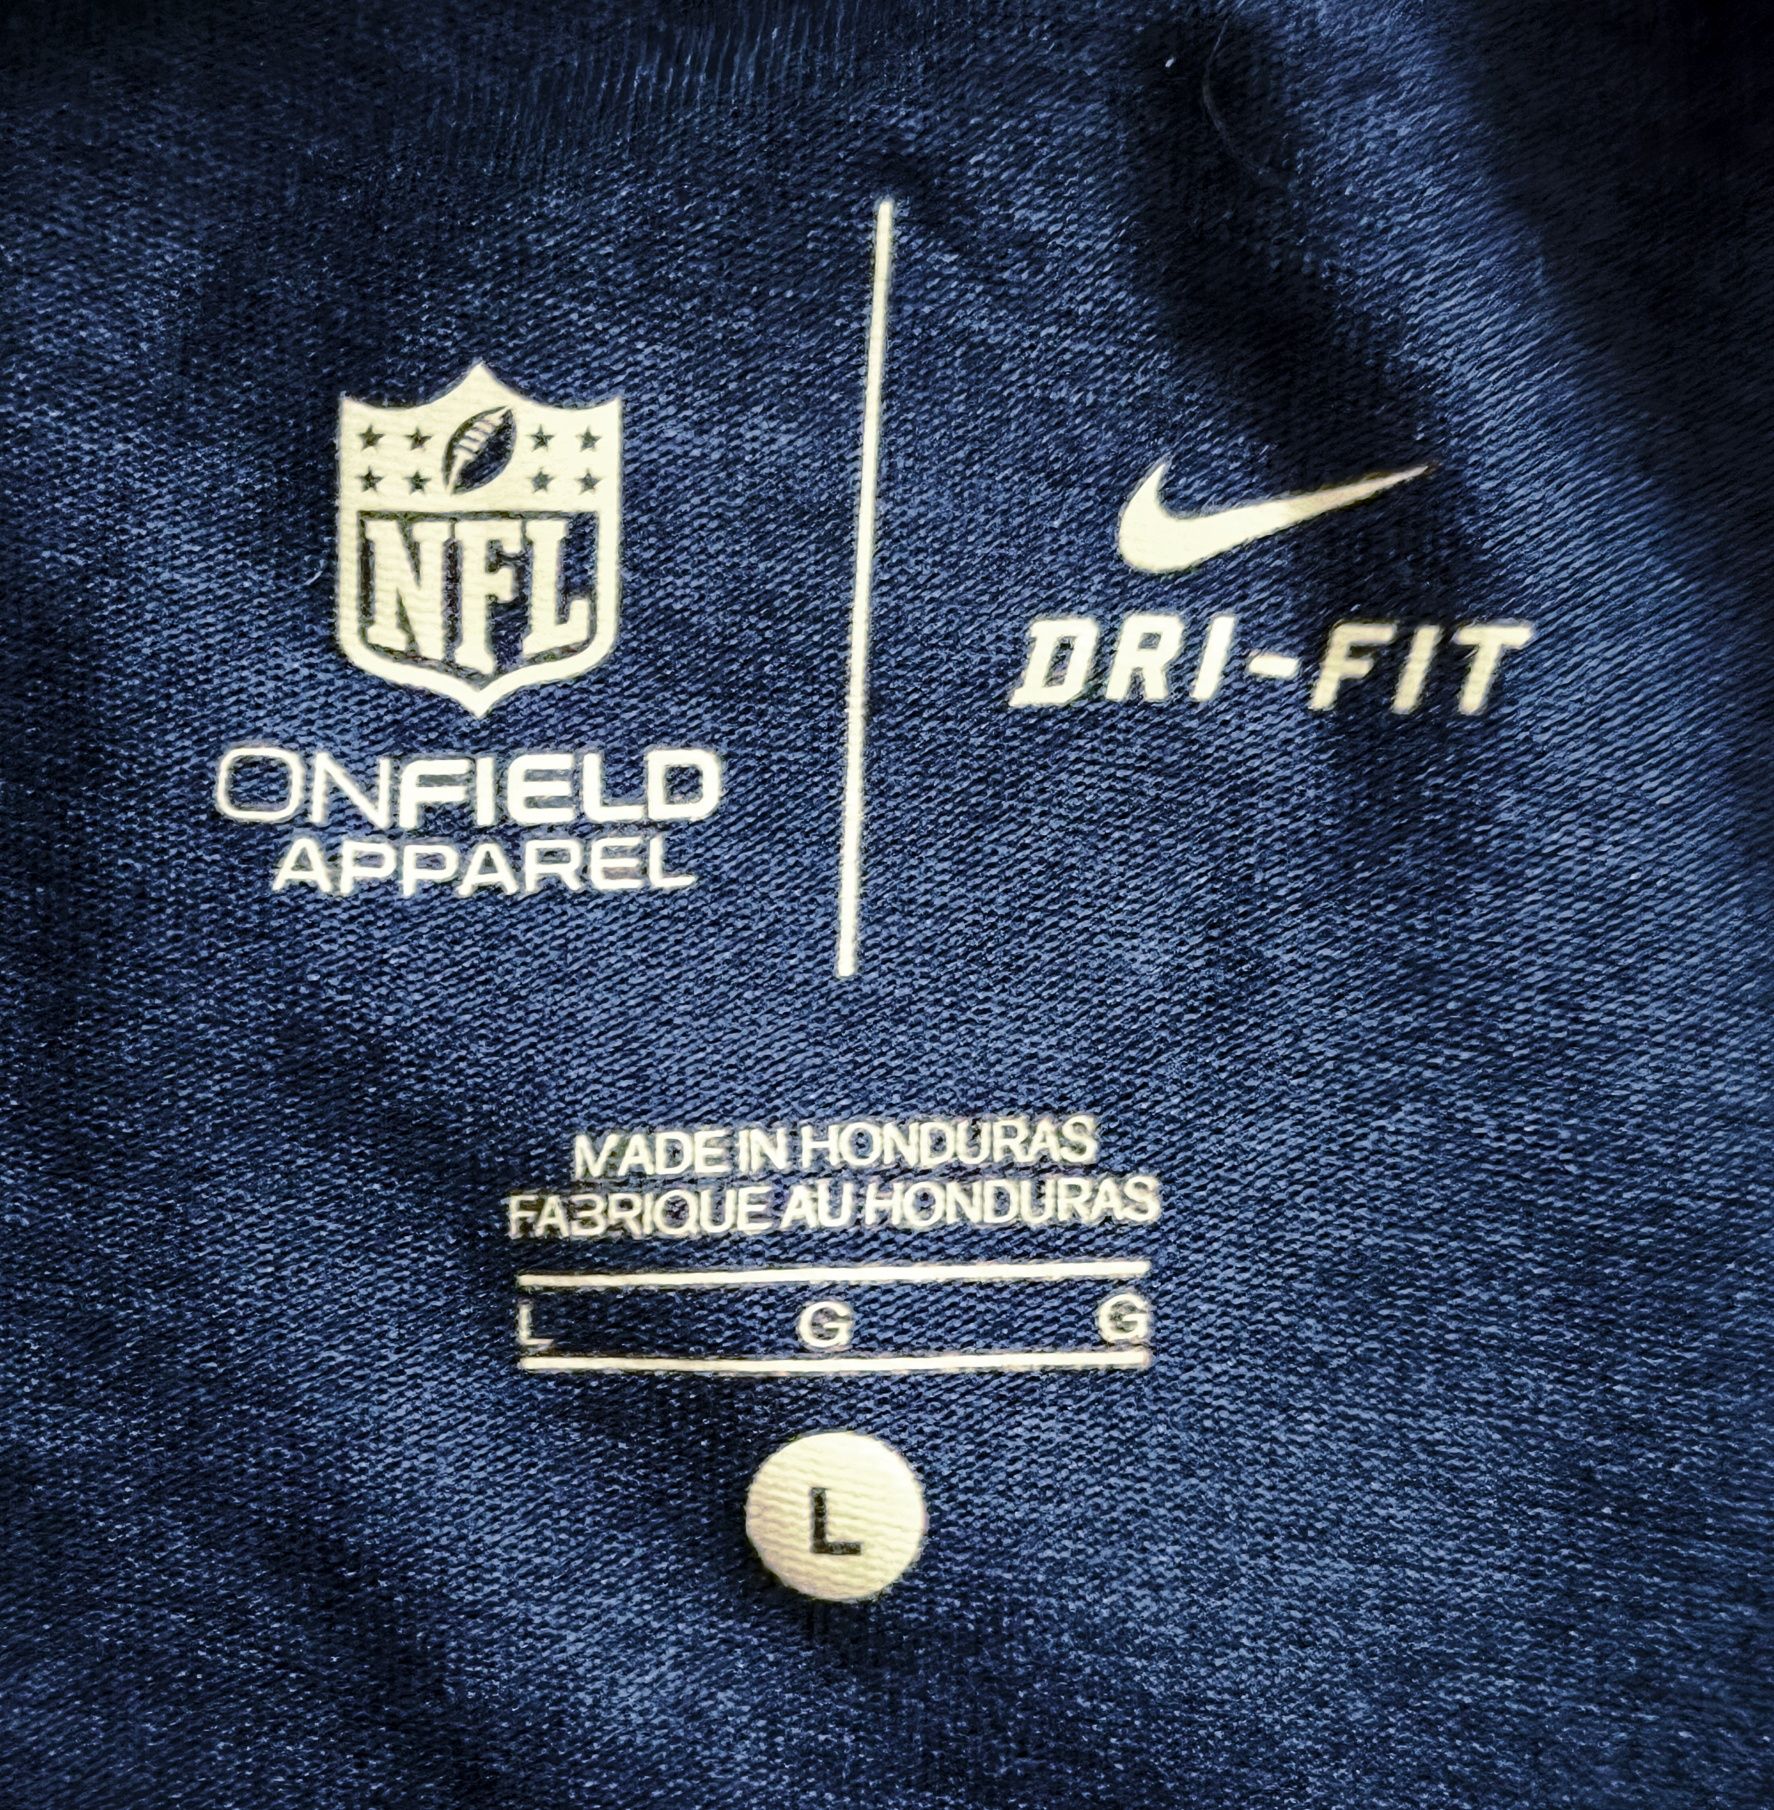 NFL
ONFIELD
APPAREL
DRI-FIT
MADE IN HONDURAS
FABRIQUE AU HONDURAS
L G G
L